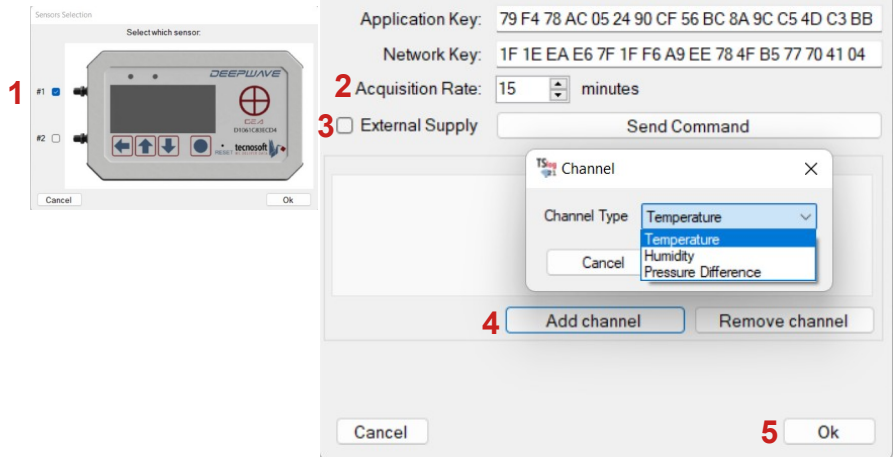 Sensors Selection
Select which sensor:
1
#1
DEEPWAVE
GEA
D1061C83ECD4
#2
RESET
tecnosoft
Cancel
Ok
Application Key: 79 F4 78 AC 05 24 90 CF 56 BC 8A 9C C5 4D C3 BB
Network Key: 1F 1E EA E6 7F 1F F6 A9 EE 78 4F B5 77 70 41 04
2 Acquisition Rate: 15 minutes
3 External Supply Send Command
TSlog
Channel
Channel Type Temperature
Temperature
Humidity
Pressure Difference
Cancel
4 Add channel Remove channel
Cancel
5 Ok